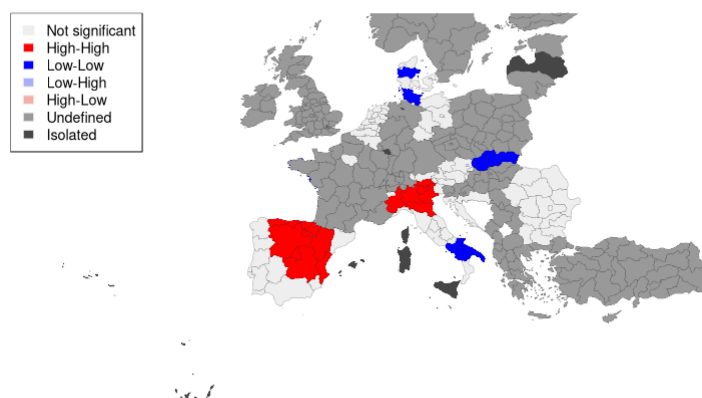 Not significant
High-High
Low-Low
Low-High
High-Low
Undefined
Isolated